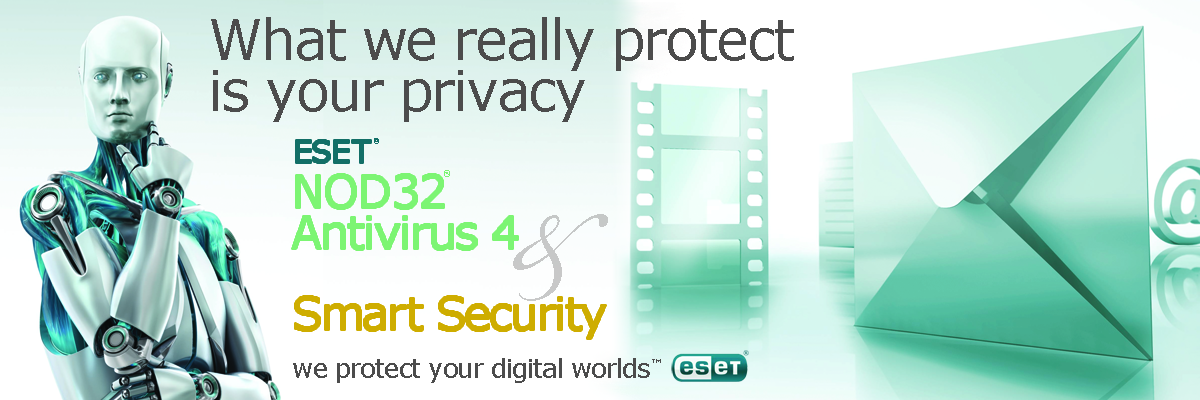 What we really protect
is your privacy
ESET®
NOD32®
Antivirus 4
&
Smart Security
we protect your digital worlds™ eseT®
@